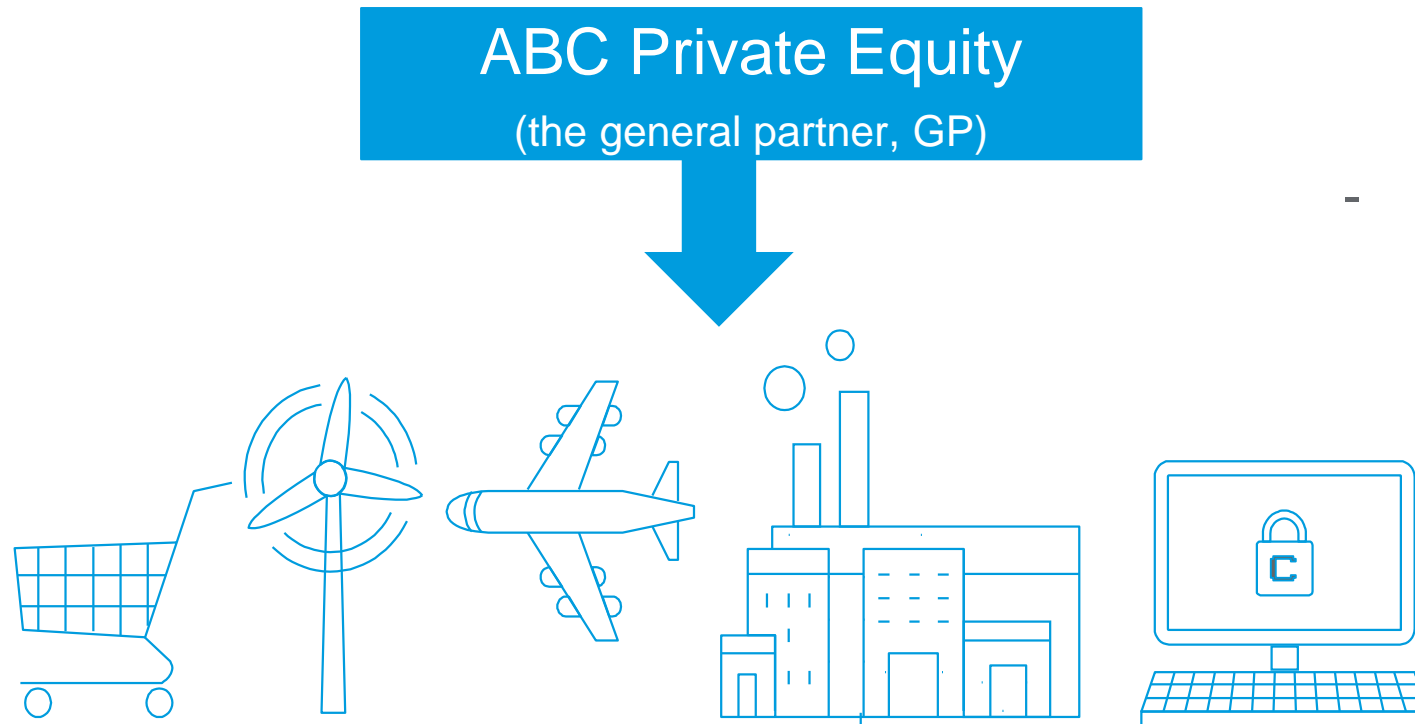 ABC Private Equity
(the general partner, GP)
-
C